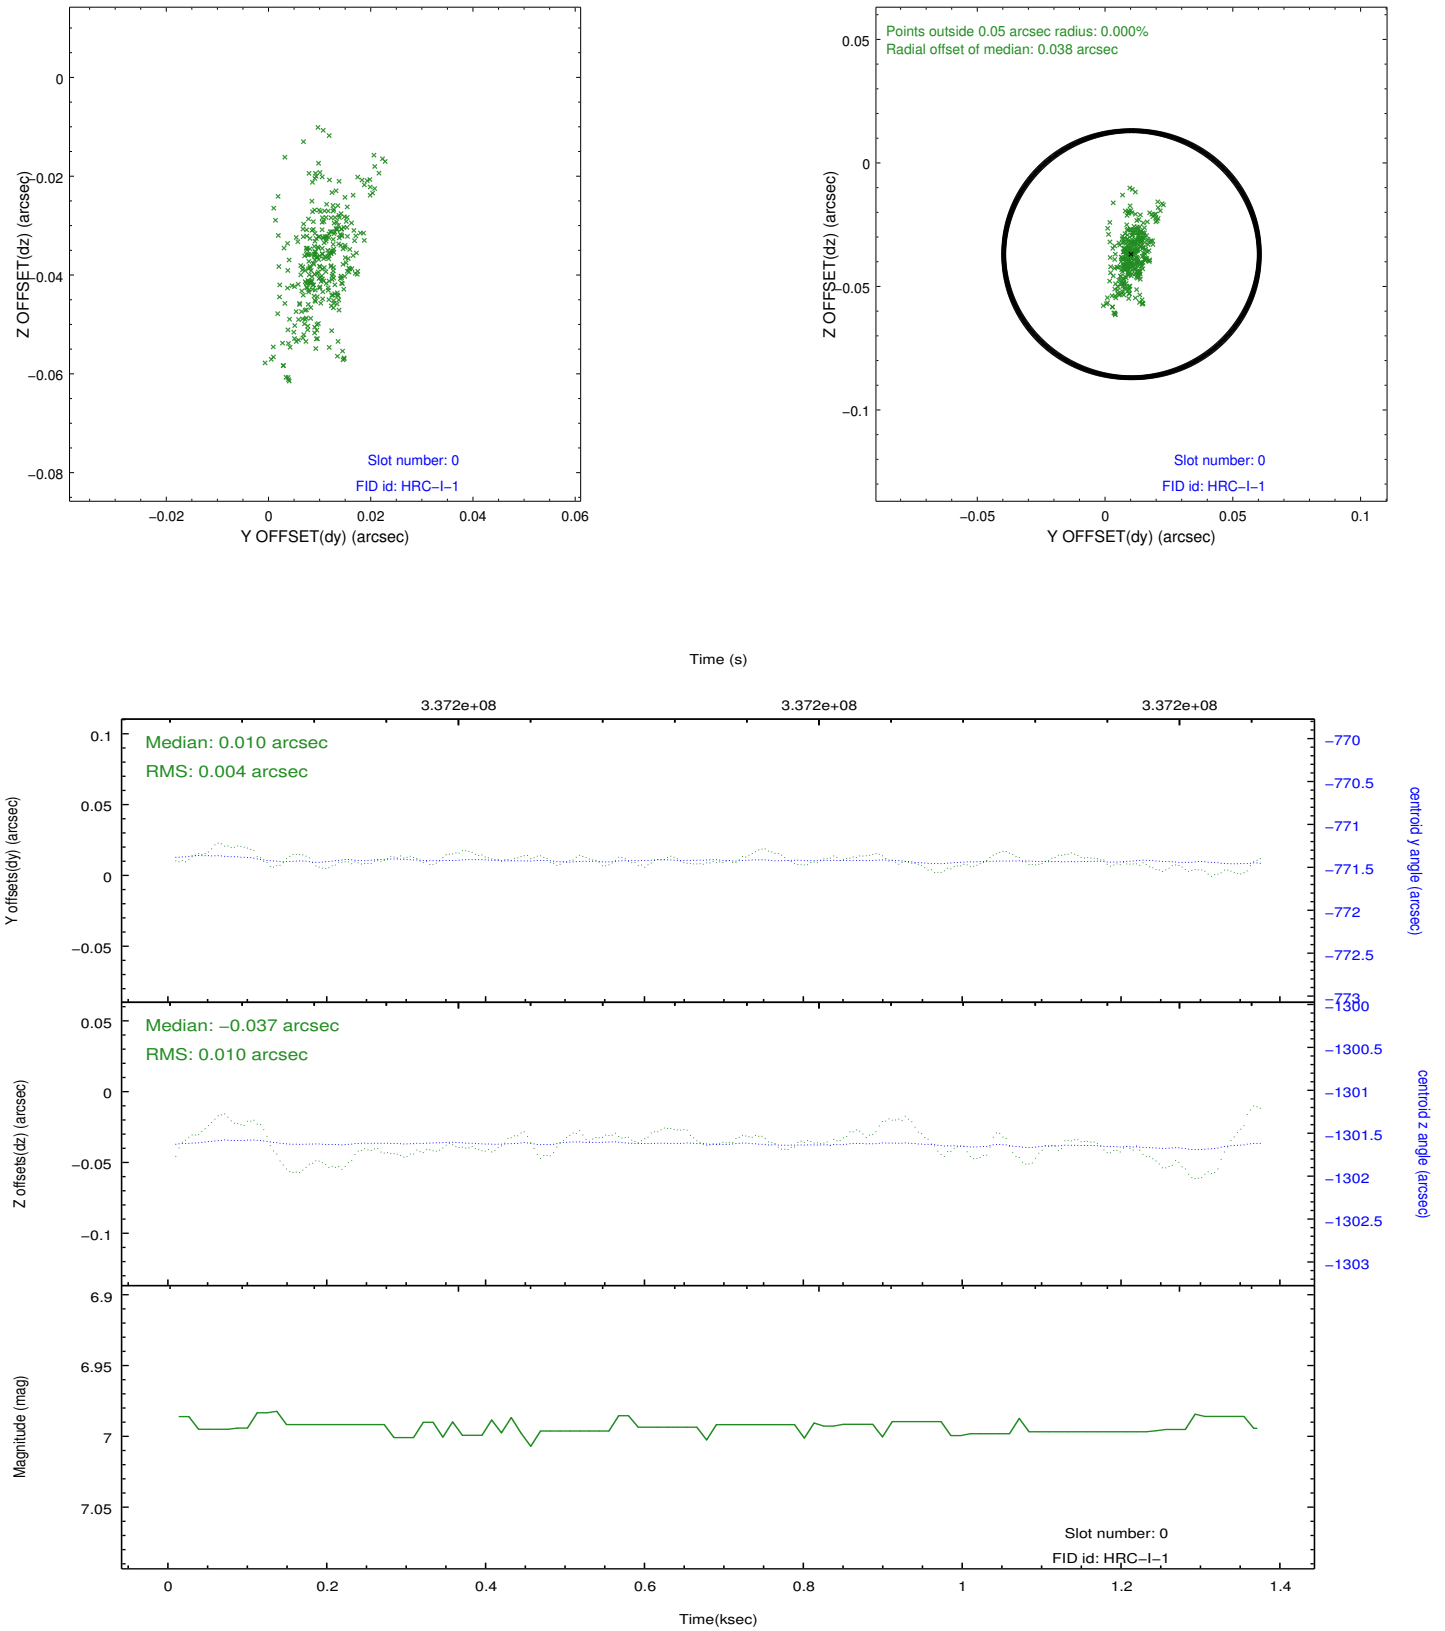 0
−0.02
−0.04
−0.06
−0.08
Z OFFSET(dz) (arcsec)
Slot number: 0
FID id: HRC−I−1
−0.02
0
0.02
0.04
0.06
Y OFFSET(dy) (arcsec)
Points outside 0.05 arcsec radius: 0.000%
Radial offset of median: 0.038 arcsec
0.05
0
−0.05
−0.1
Z OFFSET(dz) (arcsec)
Slot number: 0
FID id: HRC−I−1
−0.05
0
0.05
0.1
Y OFFSET(dy) (arcsec)
Time (s)
3.372e+08
3.372e+08
3.372e+08
Median: 0.010 arcsec
RMS: 0.004 arcsec
0.1
0.05
0
−0.05
Y offsets(dy) (arcsec)
−770
−770.5
−771
−771.5
−772
−772.5
−773
centroid y angle (arcsec)
Median: −0.037 arcsec
RMS: 0.010 arcsec
0.05
0
−0.05
−0.1
Z offsets(dz) (arcsec)
−1300
−1300.5
−1301
−1301.5
−1302
−1302.5
−1303
centroid z angle (arcsec)
6.9
6.95
7
7.05
Magnitude (mag)
Slot number: 0
FID id: HRC−I−1
0
0.2
0.4
0.6
0.8
1
1.2
1.4
Time(ksec)